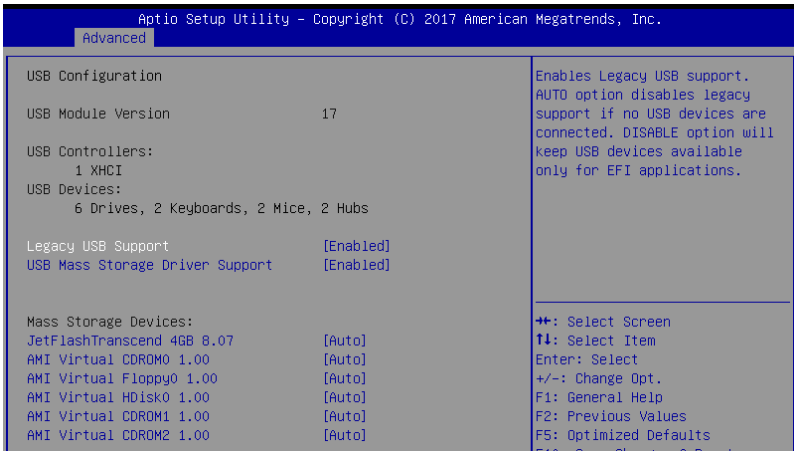 Aptio Setup Utility – Copyright (C) 2017 American Megatrends, Inc.
Advanced
USB Configuration
USB Module Version 17
USB Controllers:
1 XHCI
USB Devices:
6 Drives, 2 Keyboards, 2 Mice, 2 Hubs
Legacy USB Support [Enabled]
USB Mass Storage Driver Support [Enabled]
Mass Storage Devices:
JetFlashTranscend 4GB 8.07 [Auto]
AMI Virtual CDROM0 1.00 [Auto]
AMI Virtual Floppy0 1.00 [Auto]
AMI Virtual HDisk0 1.00 [Auto]
AMI Virtual CDROM1 1.00 [Auto]
AMI Virtual CDROM2 1.00 [Auto]
Enables Legacy USB support.
AUTO option disables legacy
support if no USB devices are
connected. DISABLE option will
keep USB devices available
only for EFI applications.
→←: Select Screen
↑↓: Select Item
Enter: Select
+/-: Change Opt.
F1: General Help
F2: Previous Values
F5: Optimized Defaults